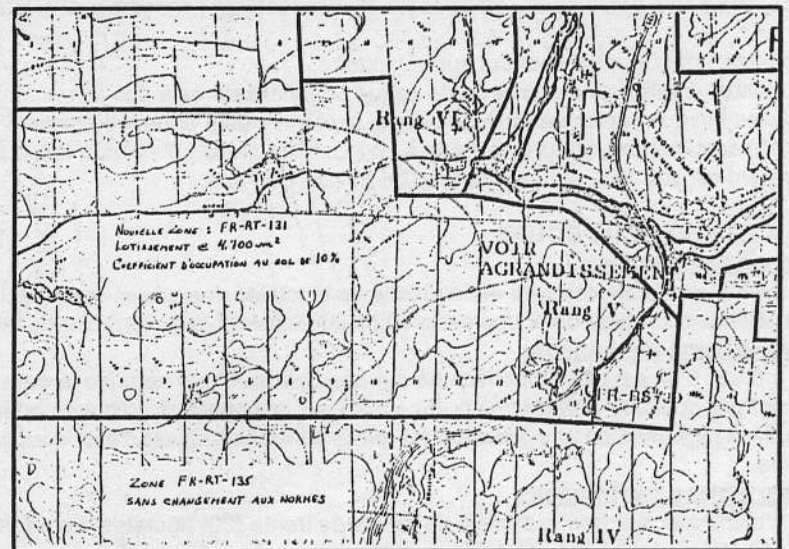 Rang VI
NOUVELLE ZONE : FR-RT-131
LOTISSEMENT @ 4.700 m²
COEFFICIENT D'OCCUPATION AU SOL DE 10%
VOIR
AGRANDISSEMENT
Rang V
FR-RS
ZONE FR-RT-135
SANS CHANGEMENT AUX NORMES
Rang IV